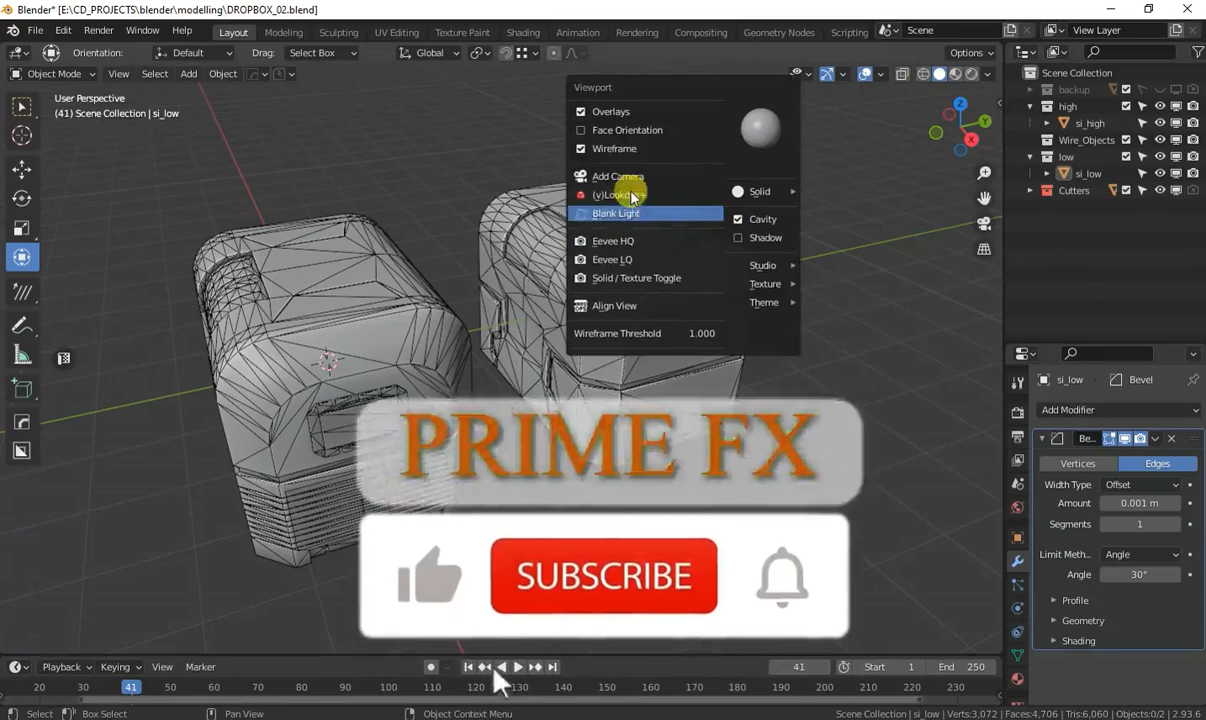 Blender* [E:\CD_PROJECTS\blender\modelling\DROPBOX_02.blend]
File Edit Render Window Help Layout Modeling Sculpting UV Editing Texture Paint Shading Animation Rendering Compositing Geometry Nodes Scripting Scene View Layer
Orientation: Default Drag: Select Box Global Options
Object Mode View Select Add Object
User Perspective
(41) Scene Collection | si_low
Viewport
Overlays
Face Orientation
Wireframe
Add Camera
Blank Light
Eevee HQ
Eevee LQ
Solid / Texture Toggle
Align View
Wireframe Threshold 1.000
Solid
Cavity
Shadow
Studio
Texture
Theme
Z
Y
X
Scene Collection
backup
high
si_high
Wire_Objects
low
si_low
Cutters
si_low Bevel
Add Modifier
Be...
Vertices Edges
Width Type Offset
Amount 0.001 m
Segments 1
Limit Meth... Angle
Angle 30°
Profile
Geometry
Shading
PRIME FX
SUBSCRIBE
Playback Keying View Marker 41 Start 1 End 250
20 30 41 50 60 70 80 90 100 110 120 130 140 150 160 170 180 190 200 210 220 230
Select Box Select Pan View Object Context Menu Scene Collection | si_low | Verts:3,072 | Faces:4,706 | Tris:6,060 | Objects:0/2 | 2.93.6